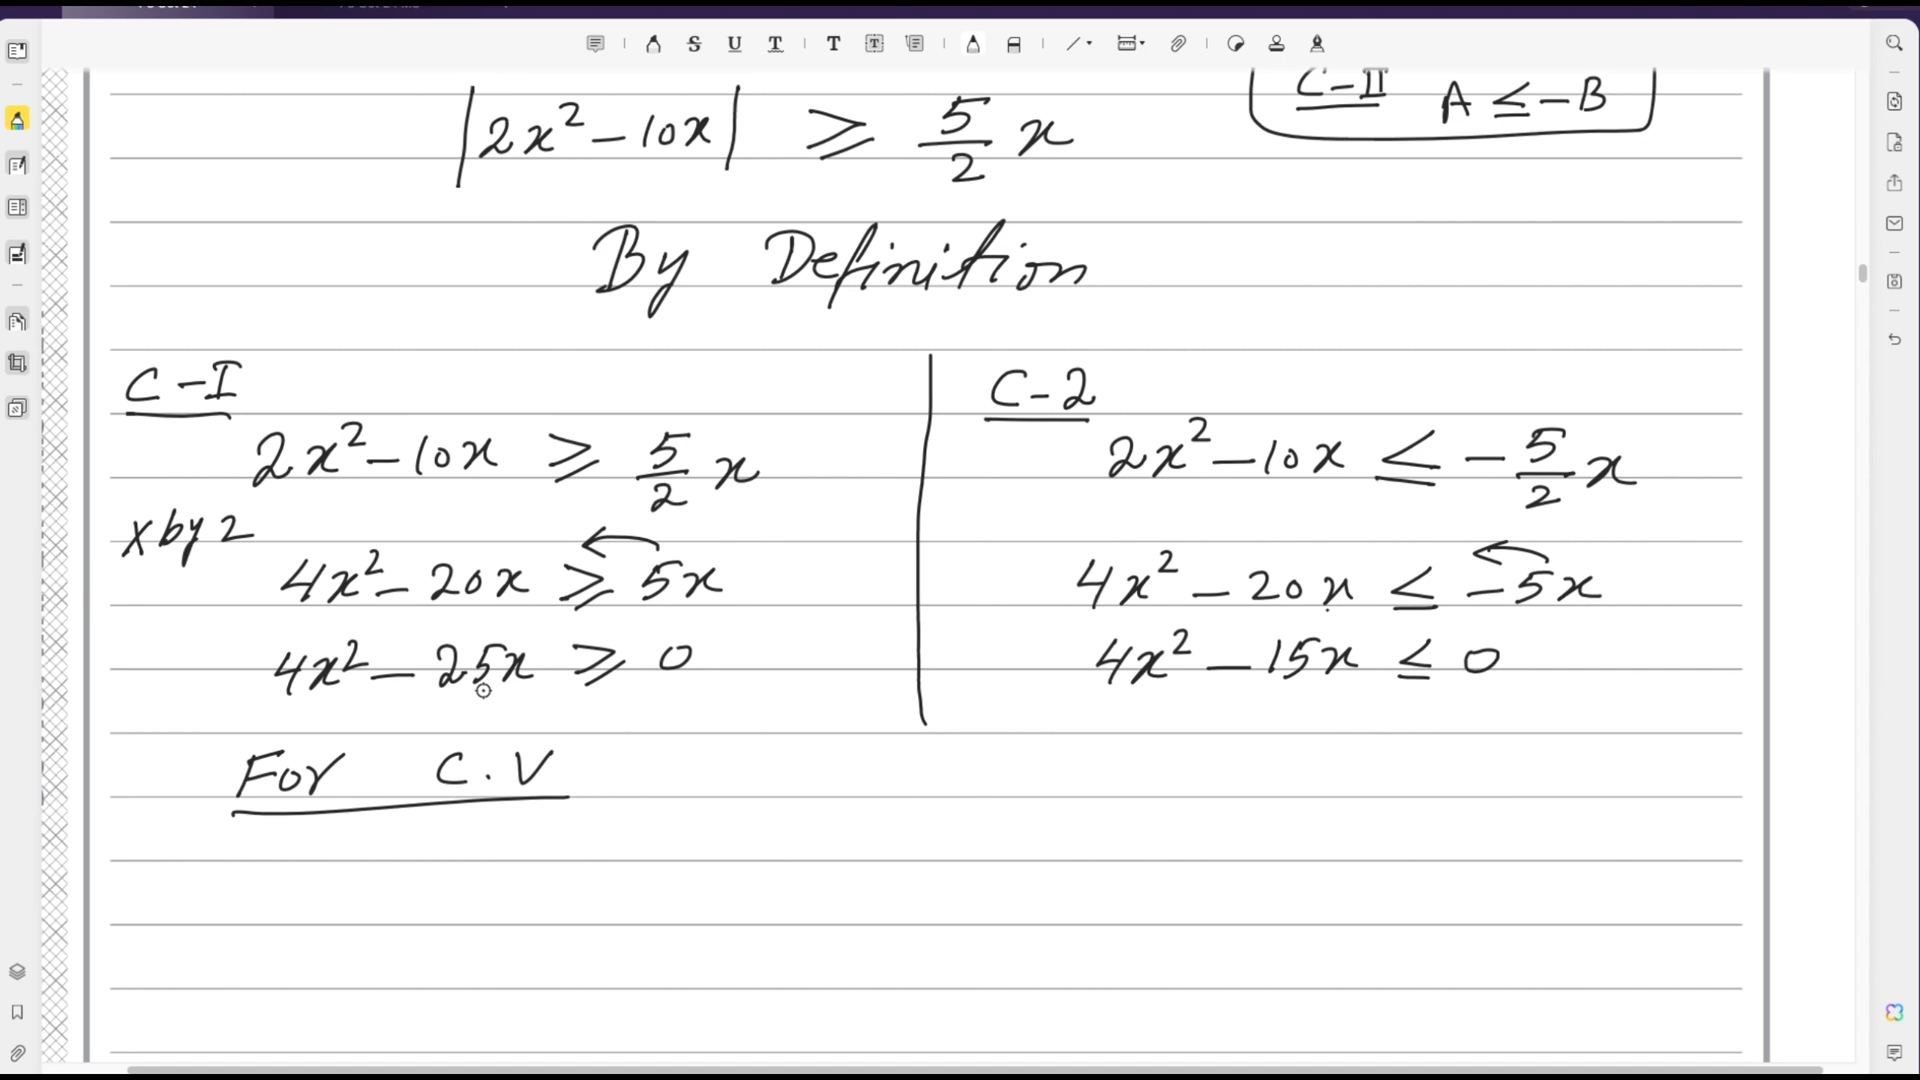 C-II A ≤ -B
|2x² - 10x| ≥ 5/2 x
By Definition
C-I
2x² - 10x ≥ 5/2 x
x by 2
4x² - 20x ≥ 5x
4x² - 25x ≥ 0
For C.V
C-2
2x² - 10x ≤ - 5/2 x
4x² - 20x ≤ -5x
4x² - 15x ≤ 0